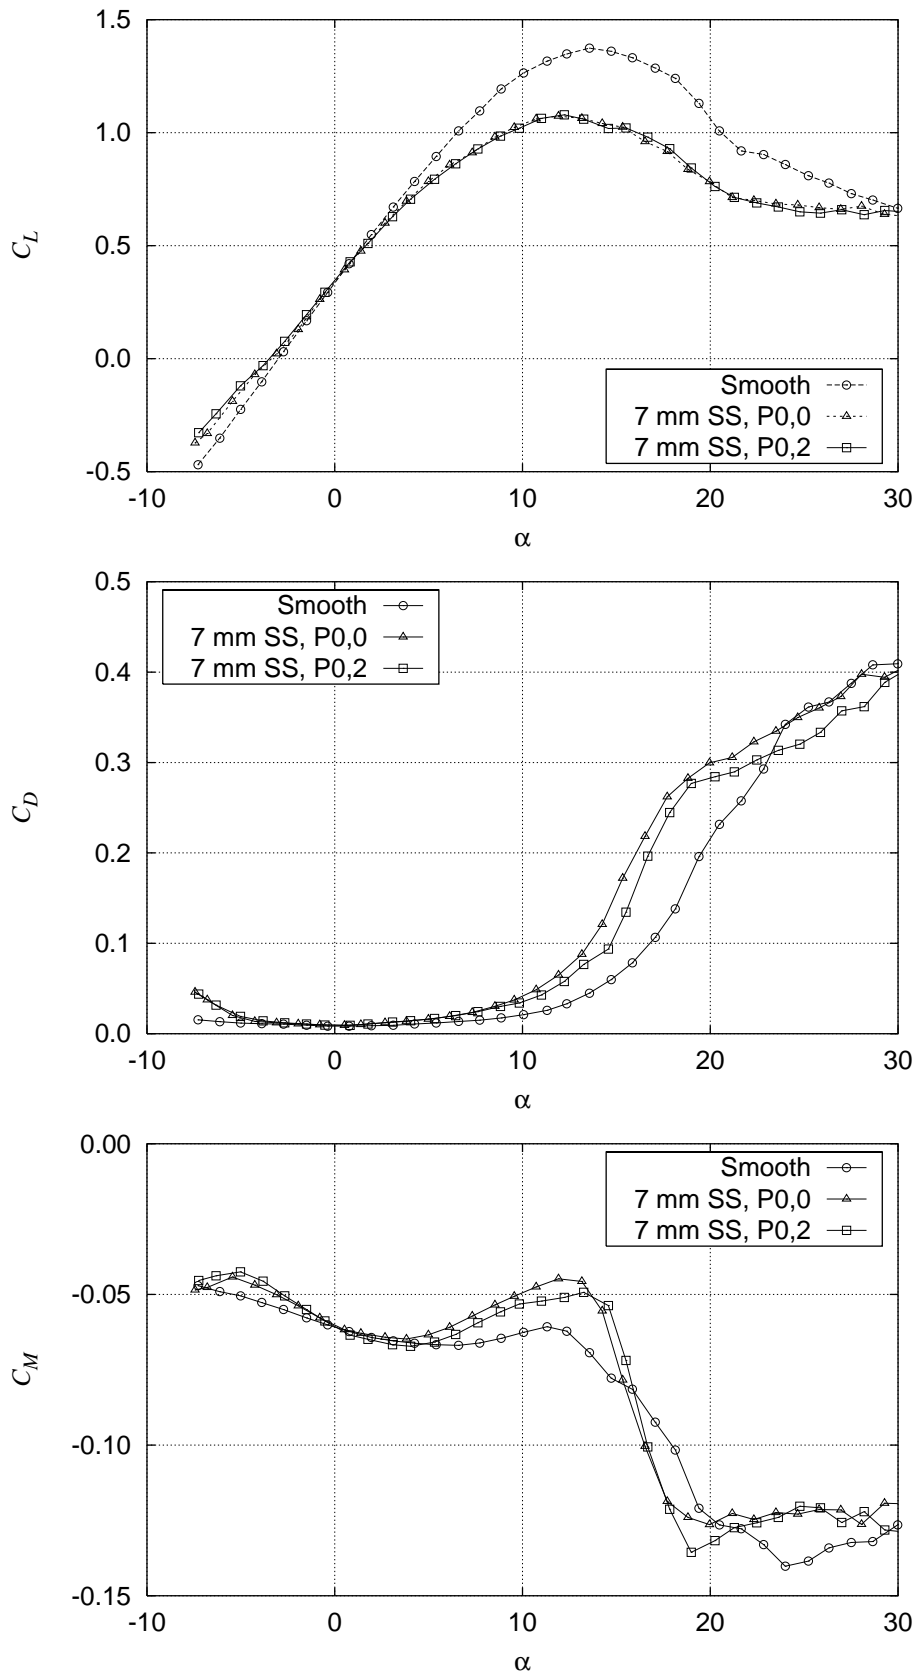 1.5
1.0
0.5
0.0
-0.5
C_L
Smooth
7 mm SS, P0,0
7 mm SS, P0,2
-10 0 10 20 30
α
0.5
0.4
0.3
0.2
0.1
0.0
C_D
Smooth
7 mm SS, P0,0
7 mm SS, P0,2
-10 0 10 20 30
α
0.00
-0.05
-0.10
-0.15
C_M
Smooth
7 mm SS, P0,0
7 mm SS, P0,2
-10 0 10 20 30
α